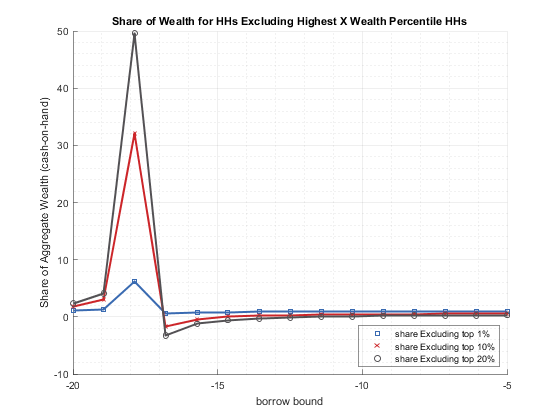 Share of Wealth for HHs Excluding Highest X Wealth Percentile HHs
Share of Aggregate Wealth (cash-on-hand)
50
40
30
20
10
0
-10
-20
-15
-10
-5
borrow bound
share Excluding top 1%
share Excluding top 10%
share Excluding top 20%